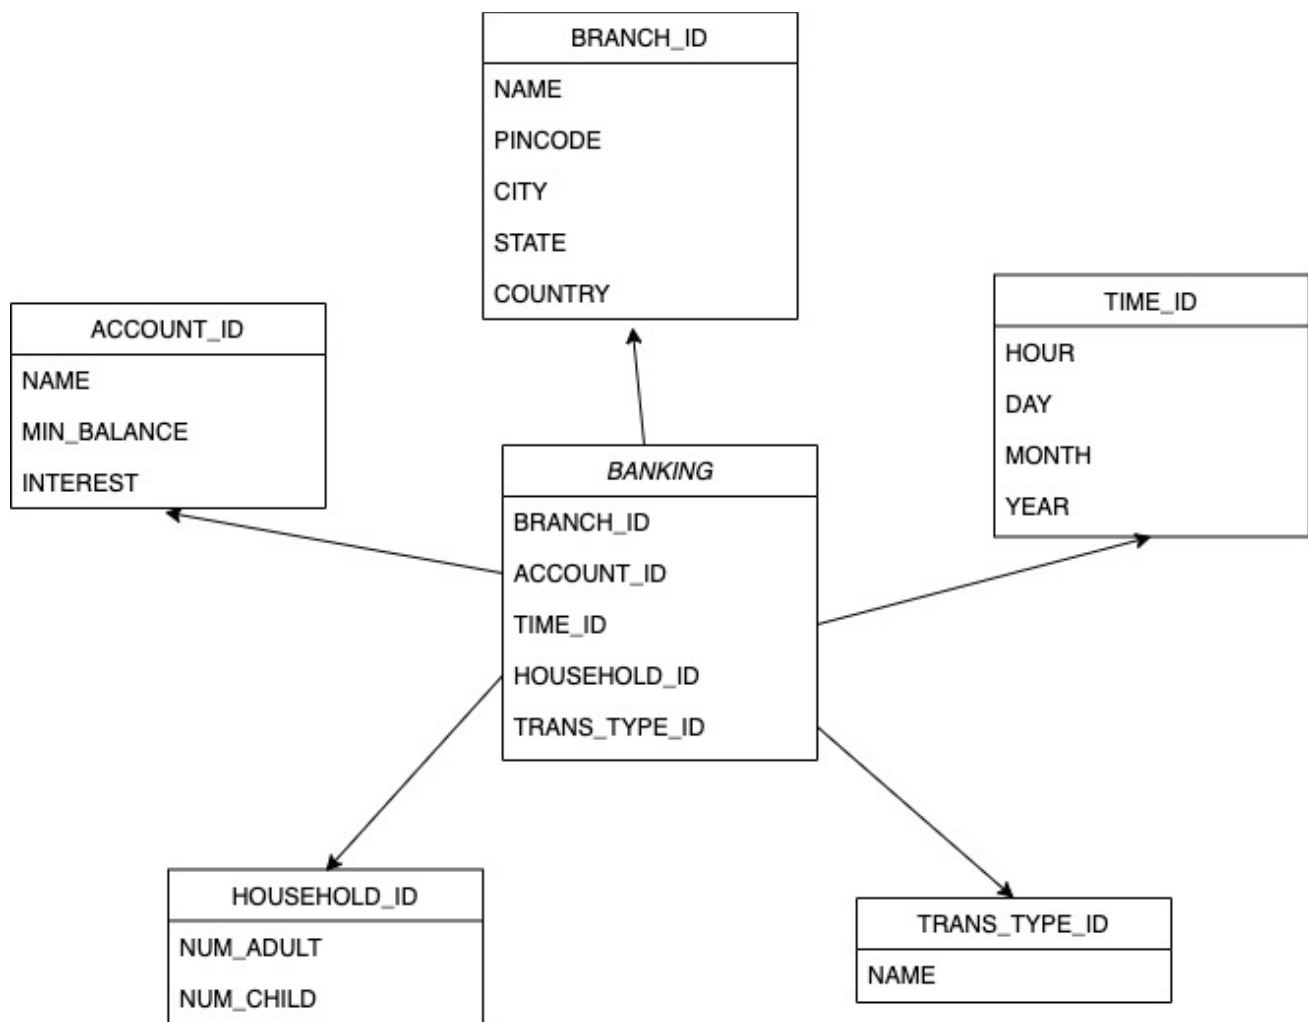 BRANCH_ID
NAME
PINCODE
CITY
STATE
COUNTRY
ACCOUNT_ID
NAME
MIN_BALANCE
INTEREST
TIME_ID
HOUR
DAY
MONTH
YEAR
BANKING
BRANCH_ID
ACCOUNT_ID
TIME_ID
HOUSEHOLD_ID
TRANS_TYPE_ID
HOUSEHOLD_ID
NUM_ADULT
NUM_CHILD
TRANS_TYPE_ID
NAME